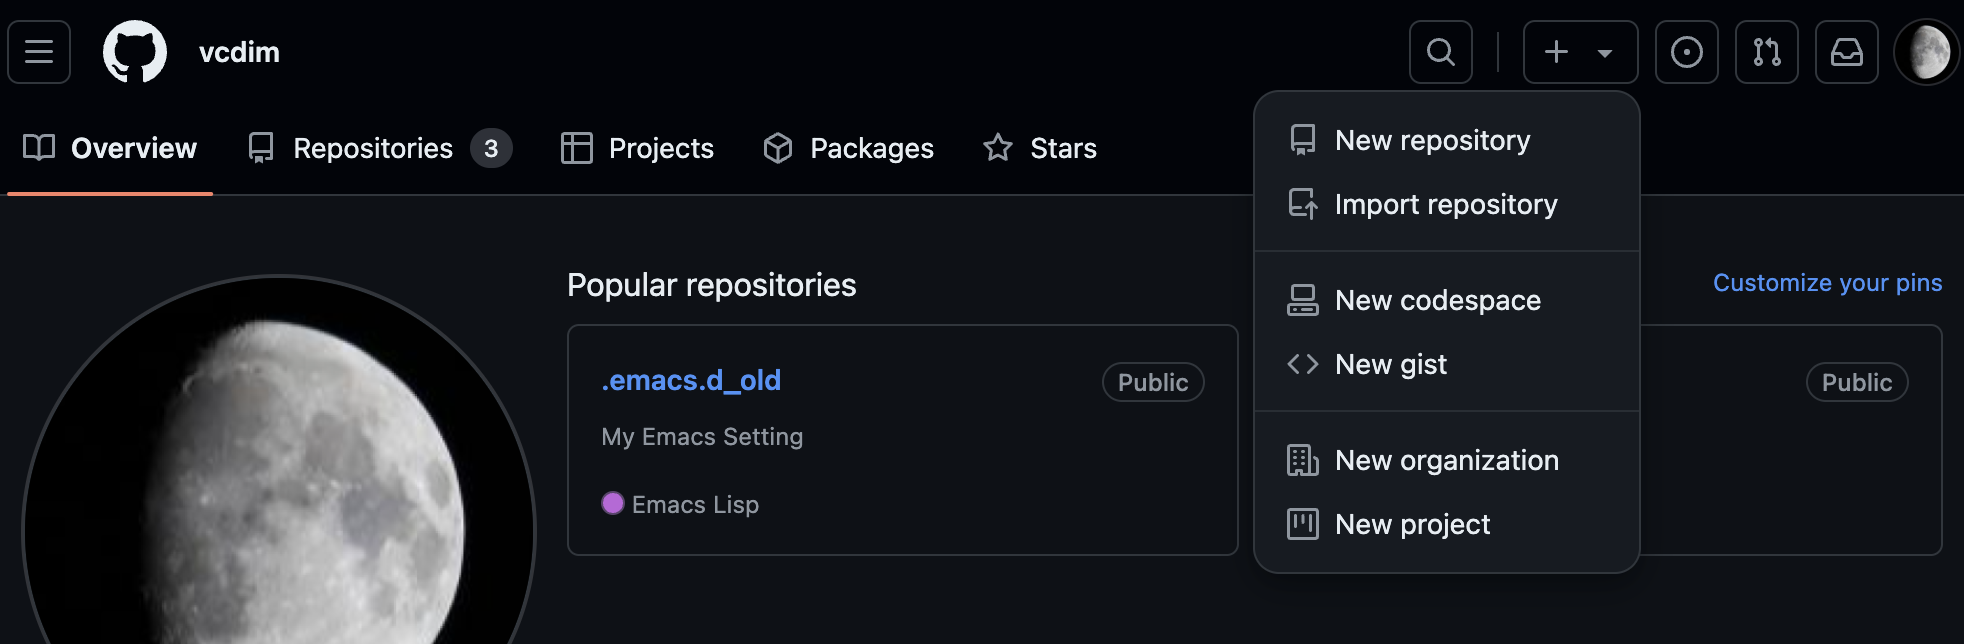 vcdim
Overview Repositories 3 Projects Packages Stars
New repository
Import repository
New codespace
New gist
New organization
New project
Popular repositories
Customize your pins
.emacs.d_old Public
My Emacs Setting
Emacs Lisp
Public